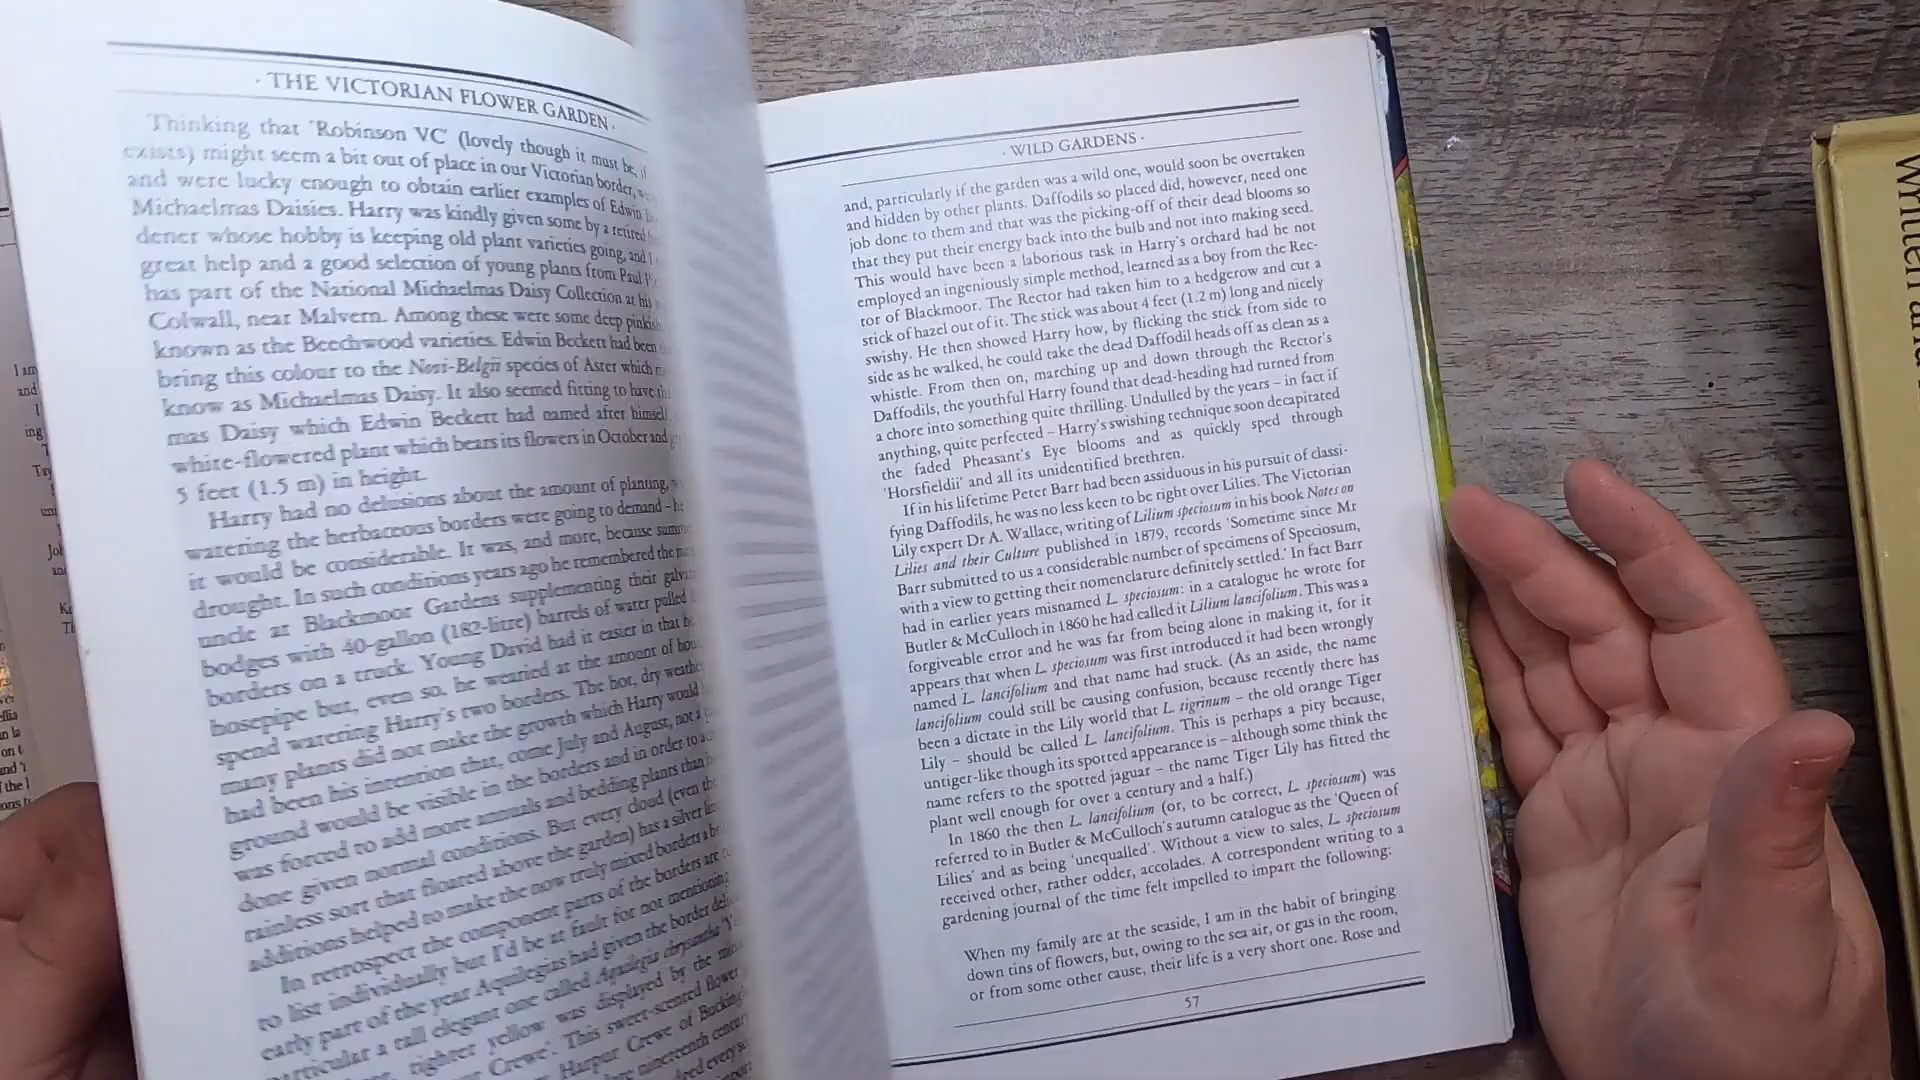 · THE VICTORIAN FLOWER GARDEN ·
Thinking that 'Robinson VC' (lovely though it must be, if
exists) might seem a bit out of place in our Victorian border,
and were lucky enough to obtain earlier examples of Edwin
Michaelmas Daisies. Harry was kindly given some by a retired
dener whose hobby is keeping old plant varieties going, and
great help and a good selection of young plants from Paul
has part of the National Michaelmas Daisy Collection at his
Colwall, near Malvern. Among these were some deep
known as the Beechwood varieties. Edwin Beckett had been
bring this colour to the Novi-Belgii species of Aster which
know as Michaelmas Daisy. It also seemed fitting to have
mas Daisy which Edwin Beckett had named after himself,
white-flowered plant which bears its flowers in October and
5 feet (1.5 m) in height.
Harry had no delusions about the amount of planting,
watering the herbaceous borders were going to demand – he
it would be considerable. It was, and more, because
drought. In such conditions years ago he remembered the
uncle at Blackmoor Gardens supplementing their
bodges with 40-gallon (182-litre) barrels of water pulled
borders on a truck. Young David had it easier in that
hosepipe but, even so, he wearied at the amount of
spend watering Harry's two borders. The hot, dry
many plants did not make the growth which Harry would
had been his intention that, come July and August, not a
ground would be visible in the borders and in order to
was forced to add more annuals and bedding plants than
done given normal conditions. But every cloud (even the
rainless sort that floated above the garden) has a silver
additions helped to make the now truly mixed borders
In retrospect the component parts of the borders are
to list individually but I'd be at fault for not mentioning
early part of the year Aquilegias had given the border
particular a tall elegant one called Aquilegia chrysantha
yellow was displayed by the
Crewe'. This sweet-scented flower
Harpur Crewe of
nineteenth
· WILD GARDENS ·
and, particularly if the garden was a wild one, would soon be overtaken
and hidden by other plants. Daffodils so placed did, however, need one
job done to them and that was the picking-off of their dead blooms so
that they put their energy back into the bulb and not into making seed.
This would have been a laborious task in Harry's orchard had he not
employed an ingeniously simple method, learned as a boy from the Rec-
tor of Blackmoor. The Rector had taken him to a hedgerow and cut a
stick of hazel out of it. The stick was about 4 feet (1.2 m) long and nicely
swishy. He then showed Harry how, by flicking the stick from side to
side as he walked, he could take the dead Daffodil heads off as clean as a
whistle. From then on, marching up and down through the Rector's
Daffodils, the youthful Harry found that dead-heading had turned from
a chore into something quite thrilling. Undulled by the years – in fact if
anything, quite perfected – Harry's swishing technique soon decapitated
the faded Pheasant's Eye blooms and as quickly sped through
'Horsfieldii' and all its unidentified brethren.
If in his lifetime Peter Barr had been assiduous in his pursuit of classi-
fying Daffodils, he was no less keen to be right over Lilies. The Victorian
Lily expert Dr A. Wallace, writing of Lilium speciosum in his book Notes on
Lilies and their Culture published in 1879, records 'Sometime since Mr
Barr submitted to us a considerable number of specimens of Speciosum,
with a view to getting their nomenclature definitely settled.' In fact Barr
had in earlier years misnamed L. speciosum: in a catalogue he wrote for
Butler & McCulloch in 1860 he had called it Lilium lancifolium. This was a
forgiveable error and he was far from being alone in making it, for it
appears that when L. speciosum was first introduced it had been wrongly
named L. lancifolium and that name had struck. (As an aside, the name
lancifolium could still be causing confusion, because recently there has
been a dictate in the Lily world that L. tigrinum – the old orange Tiger
Lily – should be called L. lancifolium. This is perhaps a pity because,
untiger-like though its spotted appearance is – although some think the
name refers to the spotted jaguar – the name Tiger Lily has fitted the
plant well enough for over a century and a half.)
In 1860 the then L. lancifolium (or, to be correct, L. speciosum) was
referred to in Butler & McCulloch's autumn catalogue as the 'Queen of
Lilies' and as being 'unequalled'. Without a view to sales, L. speciosum
received other, rather odder, accolades. A correspondent writing to a
gardening journal of the time felt impelled to impart the following:
When my family are at the seaside, I am in the habit of bringing
down tins of flowers, but, owing to the sea air, or gas in the room,
or from some other cause, their life is a very short one. Rose and
57
Written and